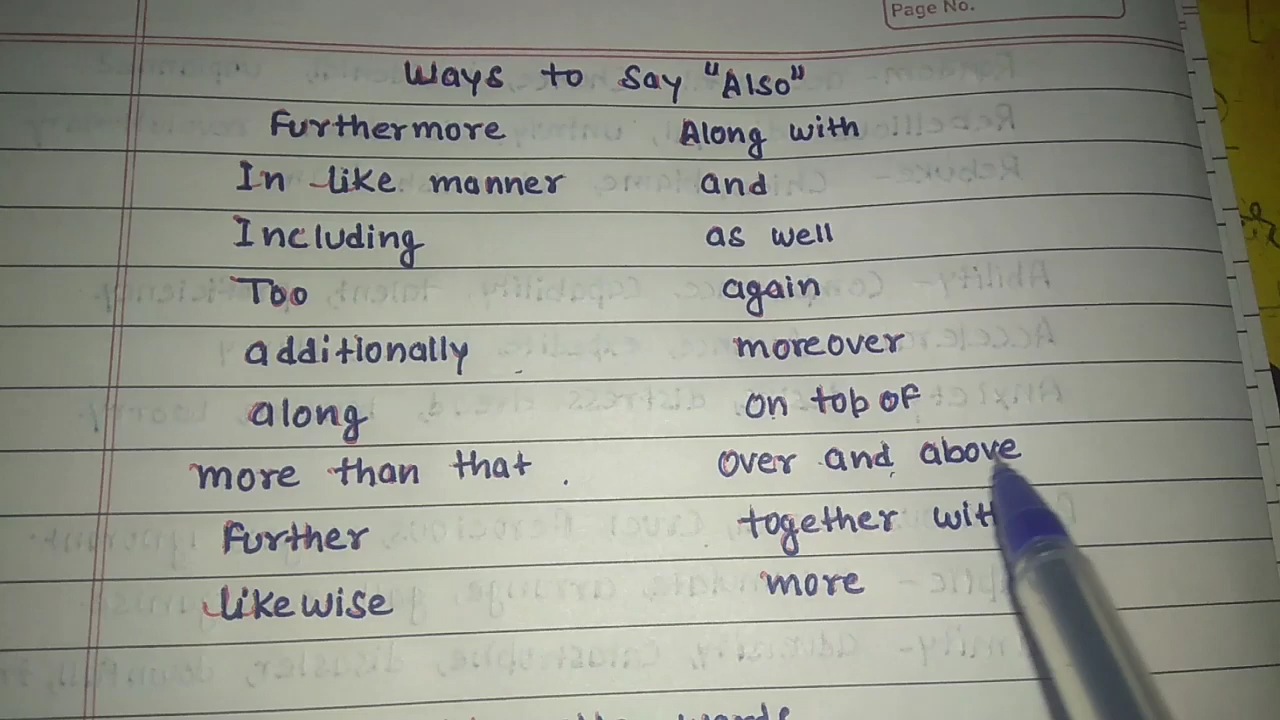 Page No.
Ways to Say "Also"
Furthermore Along with
In like manner and
Including as well
Too again
additionally moreover
along on top of
more than that . over and above
Further together with
likewise more
words